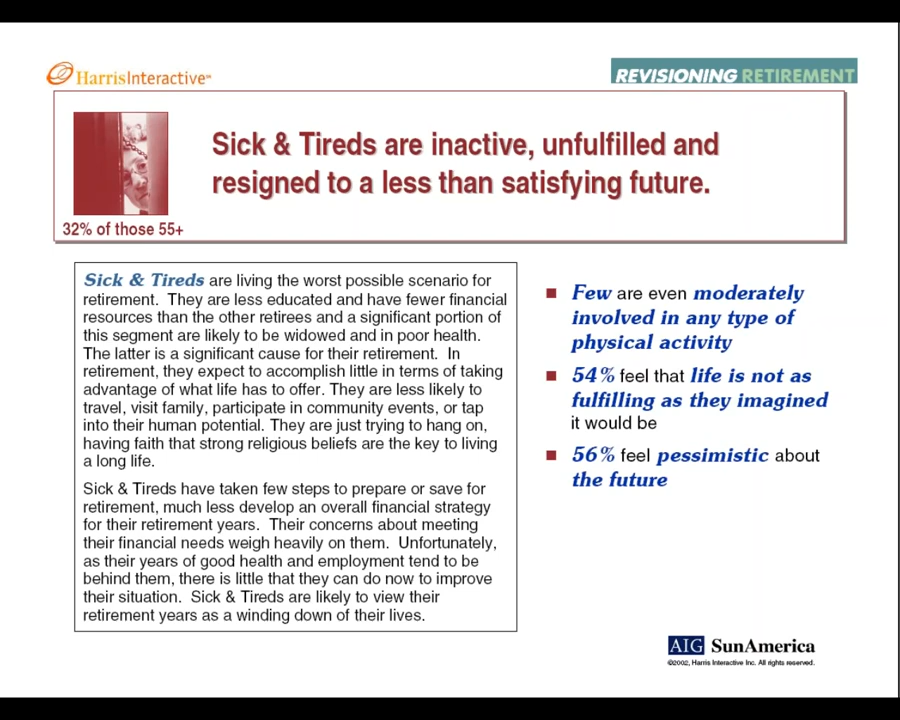 HarrisInteractive℠
REVISIONING RETIREMENT
Sick & Tireds are inactive, unfulfilled and
resigned to a less than satisfying future.
32% of those 55+
Sick & Tireds are living the worst possible scenario for
retirement. They are less educated and have fewer financial
resources than the other retirees and a significant portion of
this segment are likely to be widowed and in poor health.
The latter is a significant cause for their retirement. In
retirement, they expect to accomplish little in terms of taking
advantage of what life has to offer. They are less likely to
travel, visit family, participate in community events, or tap
into their human potential. They are just trying to hang on,
having faith that strong religious beliefs are the key to living
a long life.
Sick & Tireds have taken few steps to prepare or save for
retirement, much less develop an overall financial strategy
for their retirement years. Their concerns about meeting
their financial needs weigh heavily on them. Unfortunately,
as their years of good health and employment tend to be
behind them, there is little that they can do now to improve
their situation. Sick & Tireds are likely to view their
retirement years as a winding down of their lives.
Few are even moderately
involved in any type of
physical activity
54% feel that life is not as
fulfilling as they imagined
it would be
56% feel pessimistic about
the future
AIG SunAmerica
©2002, Harris Interactive Inc. All rights reserved.